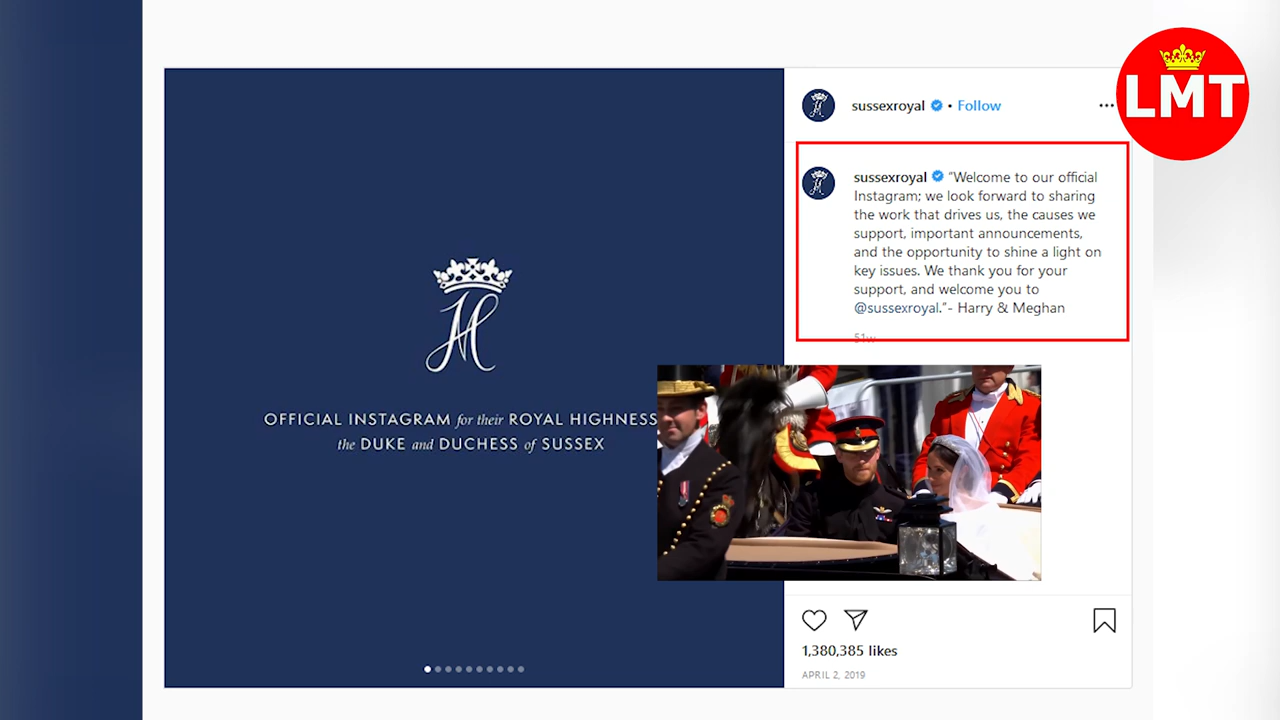 LMT
sussexroyal • Follow
sussexroyal "Welcome to our official
Instagram; we look forward to sharing
the work that drives us, the causes we
support, important announcements,
and the opportunity to shine a light on
key issues. We thank you for your
support, and welcome you to
@sussexroyal."- Harry & Meghan
51w
OFFICIAL INSTAGRAM for their ROYAL HIGHNESS
the DUKE and DUCHESS of SUSSEX
1,380,385 likes
APRIL 2, 2019